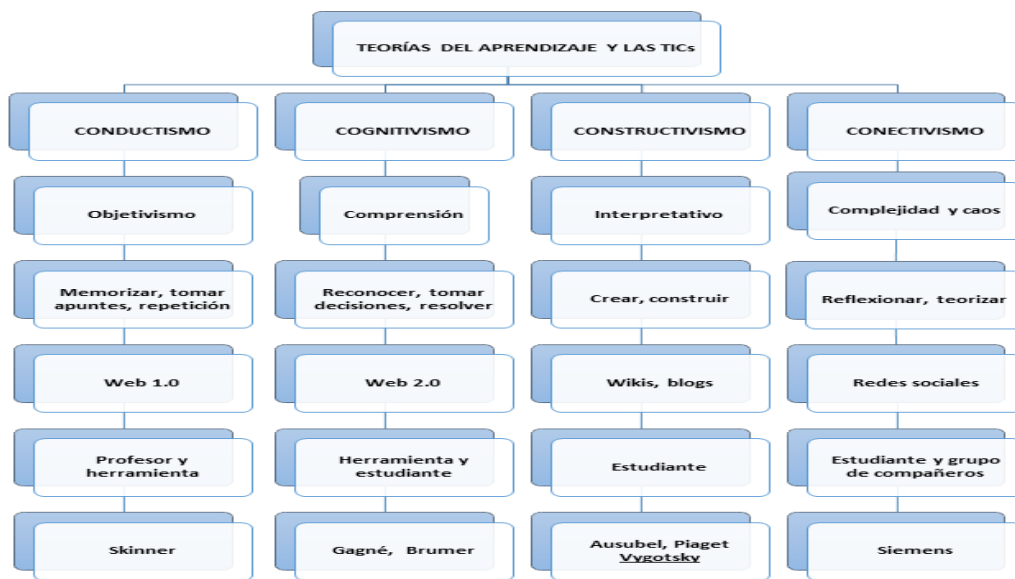 TEORÍAS DEL APRENDIZAJE Y LAS TICs
CONDUCTISMO
COGNITIVISMO
CONSTRUCTIVISMO
CONECTIVISMO
Objetivismo
Comprensión
Interpretativo
Complejidad y caos
Memorizar, tomar
apuntes, repetición
Reconocer, tomar
decisiones, resolver
Crear, construir
Reflexionar, teorizar
Web 1.0
Web 2.0
Wikis, blogs
Redes sociales
Profesor y
herramienta
Herramienta y
estudiante
Estudiante
Estudiante y grupo
de compañeros
Skinner
Gagné, Brumer
Ausubel, Piaget
Vygotsky
Siemens